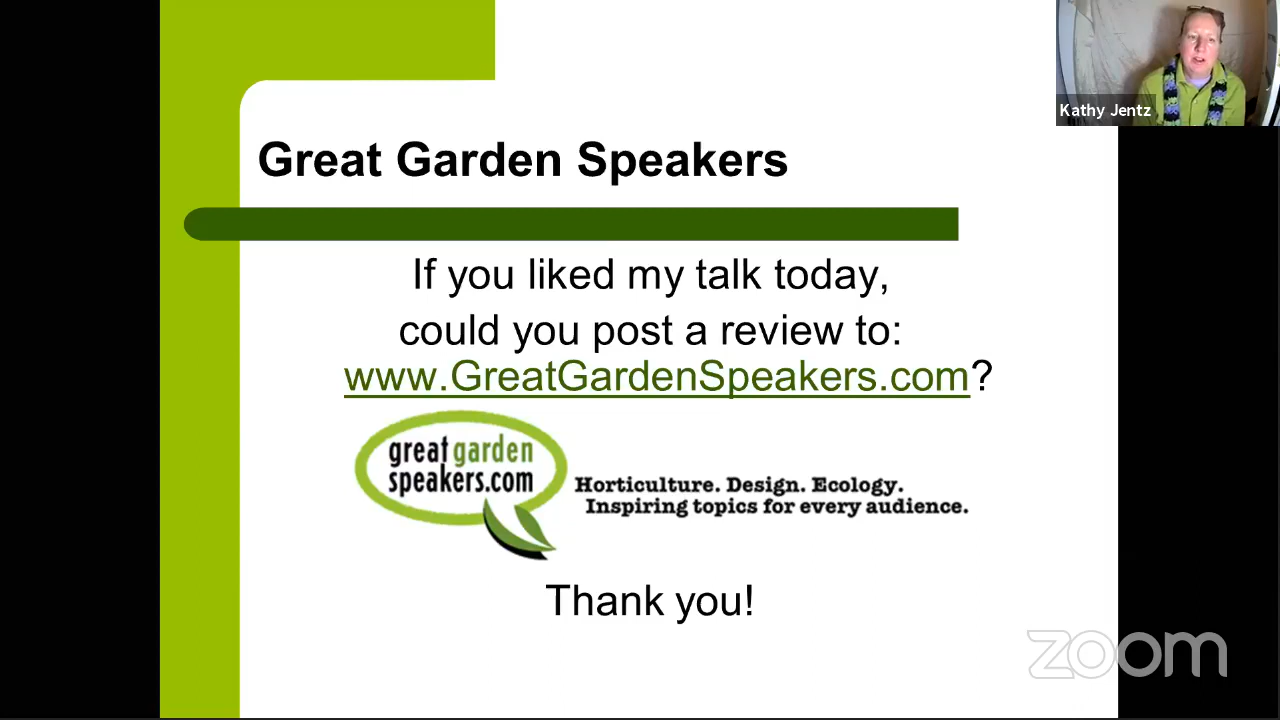 Kathy Jentz
Great Garden Speakers
If you liked my talk today,
could you post a review to:
www.GreatGardenSpeakers.com?
great garden
speakers.com
Horticulture. Design. Ecology.
Inspiring topics for every audience.
Thank you!
zoom